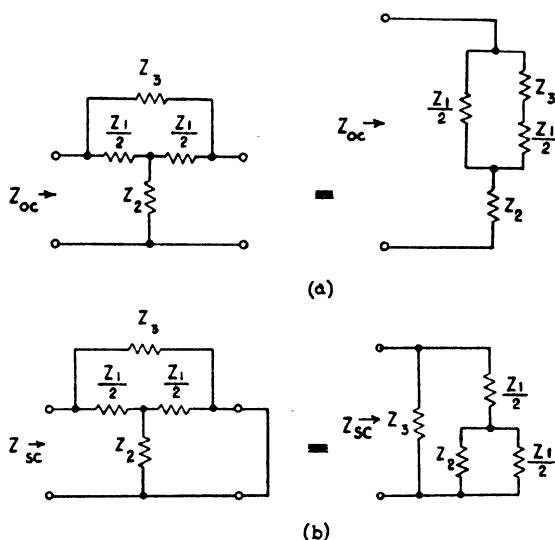 Z3
Z1/2 Z1/2
Zoc →
Z2
=
Zoc →
Z1/2
Z3
Z1/2
Z2
(a)
Z3
Z1/2 Z1/2
Zsc →
Z2
=
Zsc →
Z3
Z1/2
Z2
Z1/2
(b)